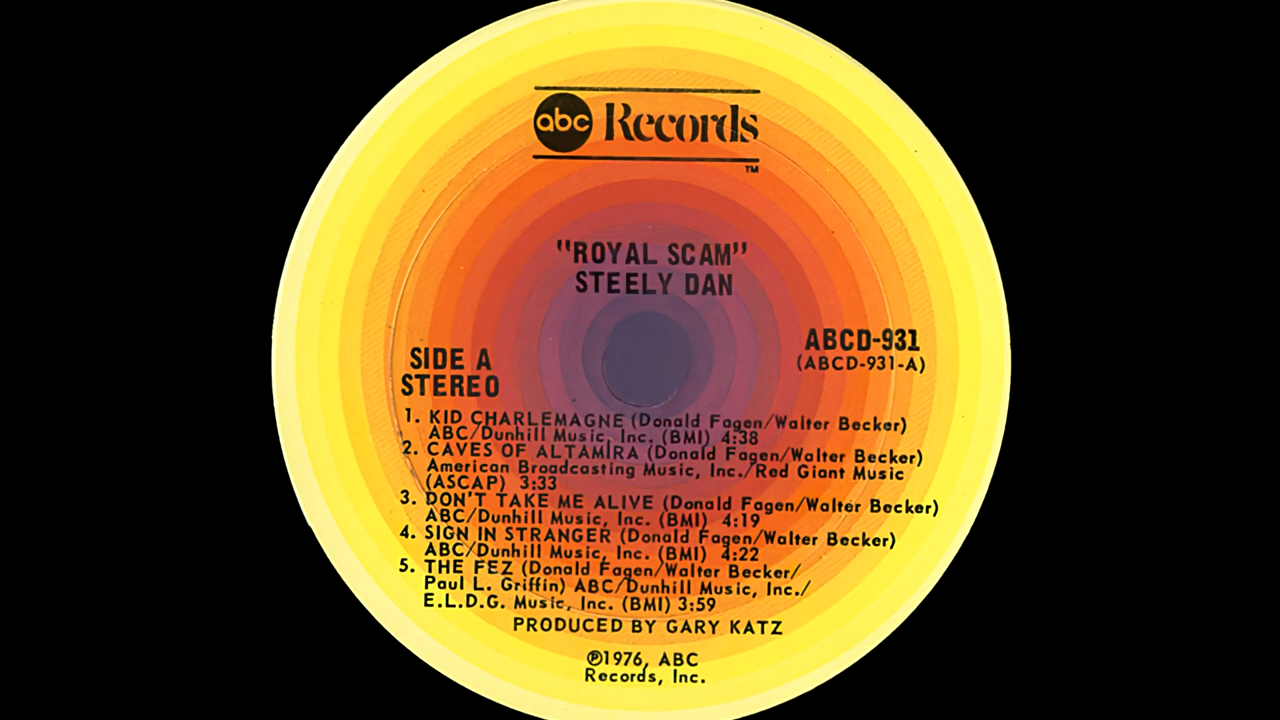 abc Records
TM
"ROYAL SCAM"
STEELY DAN
ABCD-931
(ABCD-931-A)
SIDE A
STEREO
1. KID CHARLEMAGNE (Donald Fagen/Walter Becker)
ABC/Dunhill Music, Inc. (BMI) 4:38
2. CAVES OF ALTAMIRA (Donald Fagen/Walter Becker)
American Broadcasting Music, Inc./Red Giant Music
(ASCAP) 3:33
3. DON'T TAKE ME ALIVE (Donald Fagen/Walter Becker)
ABC/Dunhill Music, Inc. (BMI) 4:19
4. SIGN IN STRANGER (Donald Fagen/Walter Becker)
ABC/Dunhill Music, Inc. (BMI) 4:22
5. THE FEZ (Donald Fagen/Walter Becker/
Paul L. Griffin) ABC/Dunhill Music, Inc./
E.L.D.G. Music, Inc. (BMI) 3:59
PRODUCED BY GARY KATZ
℗1976, ABC
Records, Inc.